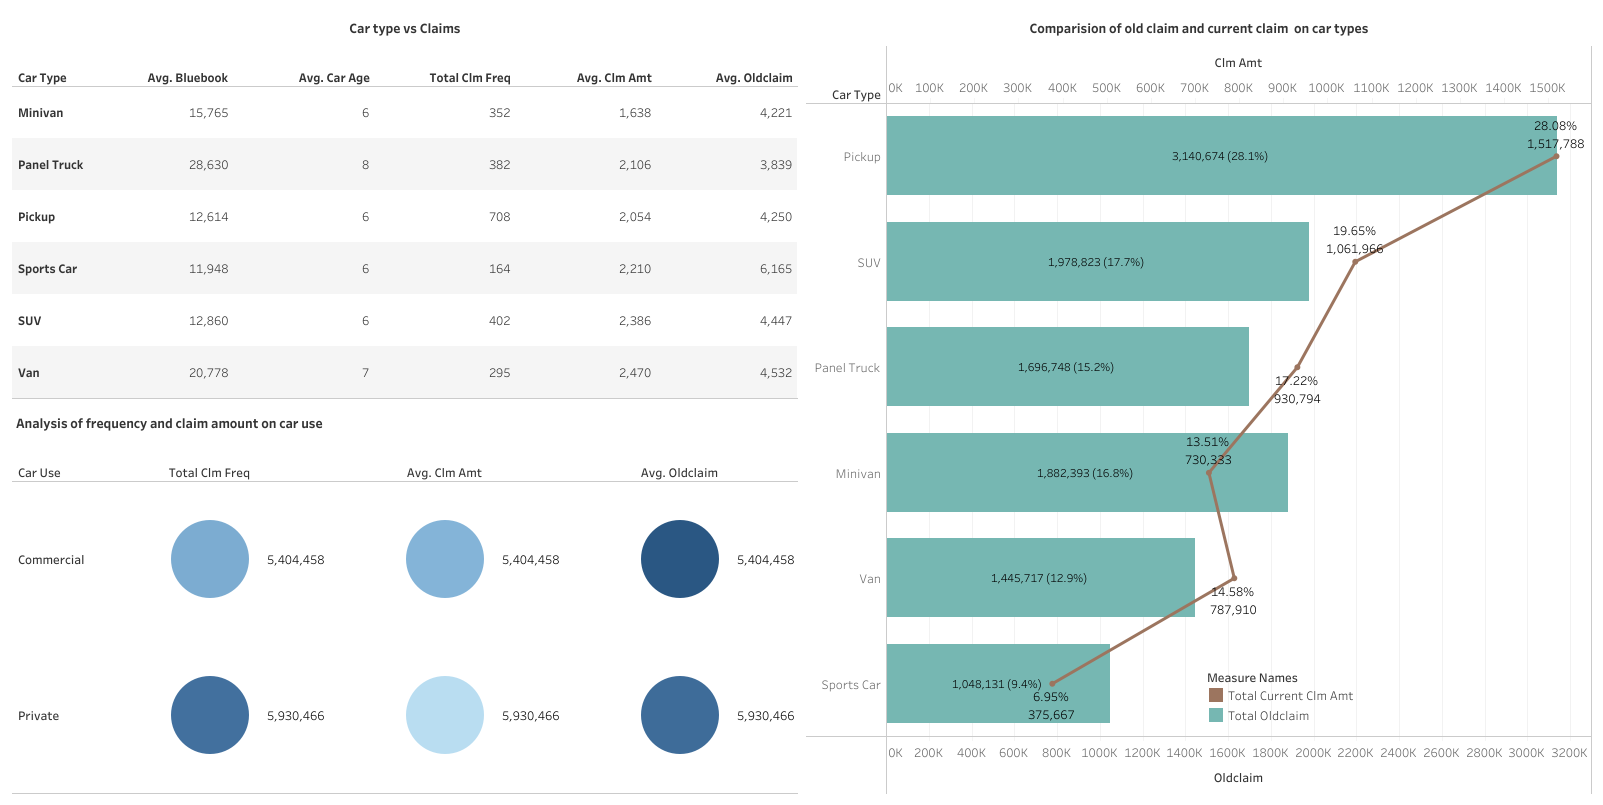 Car type vs Claims
Car Type Avg. Bluebook Avg. Car Age Total Clm Freq Avg. Clm Amt Avg. Oldclaim
Minivan 15,765 6 352 1,638 4,221
Panel Truck 28,630 8 382 2,106 3,839
Pickup 12,614 6 708 2,054 4,250
Sports Car 11,948 6 164 2,210 6,165
SUV 12,860 6 402 2,386 4,447
Van 20,778 7 295 2,470 4,532
Analysis of frequency and claim amount on car use
Car Use Total Clm Freq Avg. Clm Amt Avg. Oldclaim
Commercial 5,404,458 5,404,458 5,404,458
Private 5,930,466 5,930,466 5,930,466
Comparision of old claim and current claim on car types
Clm Amt
Car Type 0K 100K 200K 300K 400K 500K 600K 700K 800K 900K 1000K 1100K 1200K 1300K 1400K 1500K
28.08%
1,517,788
Pickup 3,140,674 (28.1%)
19.65%
1,061,966
SUV 1,978,823 (17.7%)
Panel Truck 1,696,748 (15.2%)
17.22%
930,794
13.51%
730,333
Minivan 1,882,393 (16.8%)
Van 1,445,717 (12.9%)
14.58%
787,910
Sports Car 1,048,131 (9.4%)
6.95%
375,667
Measure Names
Total Current Clm Amt
Total Oldclaim
0K 200K 400K 600K 800K 1000K 1200K 1400K 1600K 1800K 2000K 2200K 2400K 2600K 2800K 3000K 3200K
Oldclaim